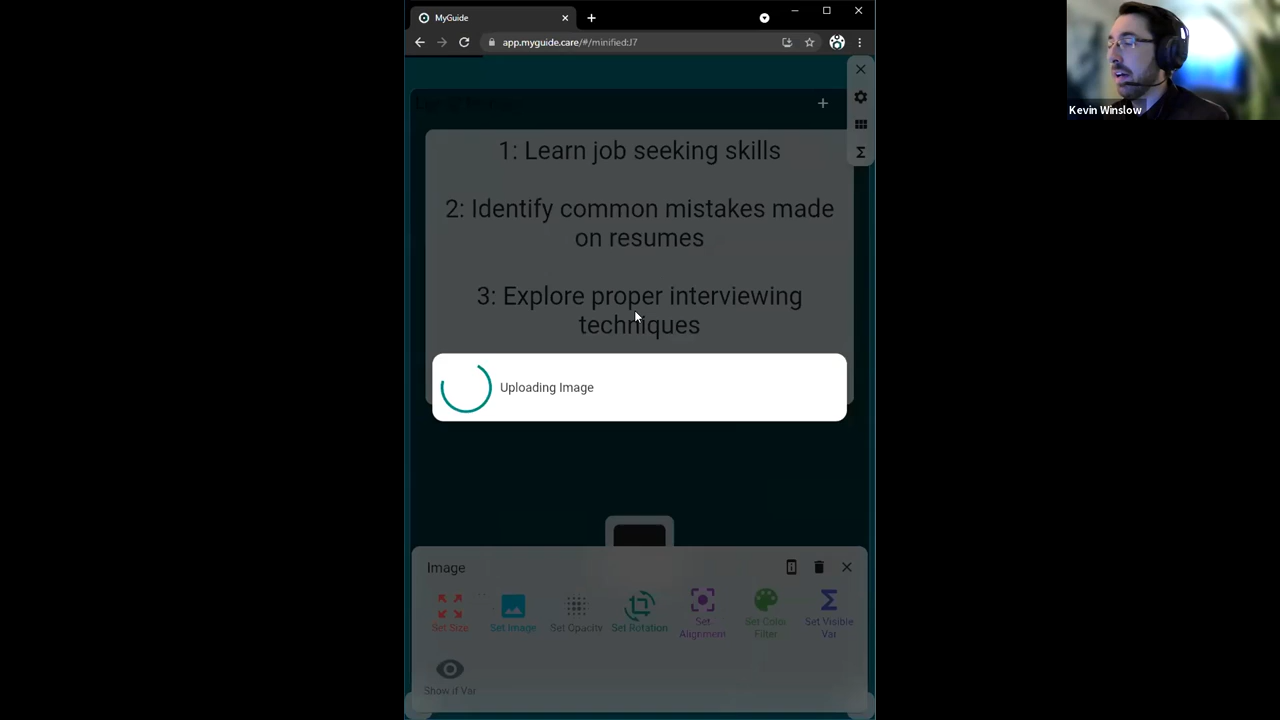 MyGuide
app.myguide.care/#/minified:J7
Kevin Winslow
1: Learn job seeking skills
2: Identify common mistakes made
on resumes
3: Explore proper interviewing
techniques
Uploading Image
Image
Set Size
Set Image
Set Opacity
Set Rotation
Set
Alignment
Set Color
Filter
Set Visible
Var
Show if Var